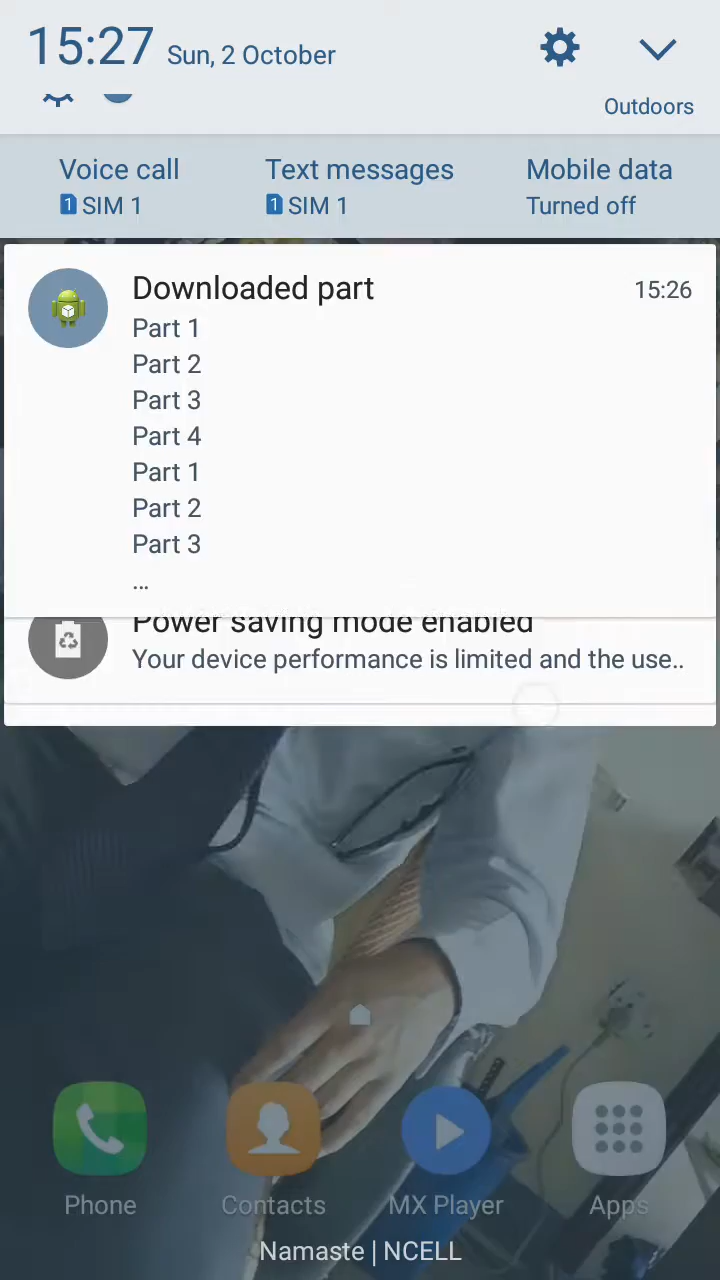 15:27 Sun, 2 October
Outdoors
Voice call Text messages Mobile data
1 SIM 1 1 SIM 1 Turned off
Downloaded part 15:26
Part 1
Part 2
Part 3
Part 4
Part 1
Part 2
Part 3
...
Power saving mode enabled
Your device performance is limited and the use..
Phone Contacts MX Player Apps
Namaste | NCELL